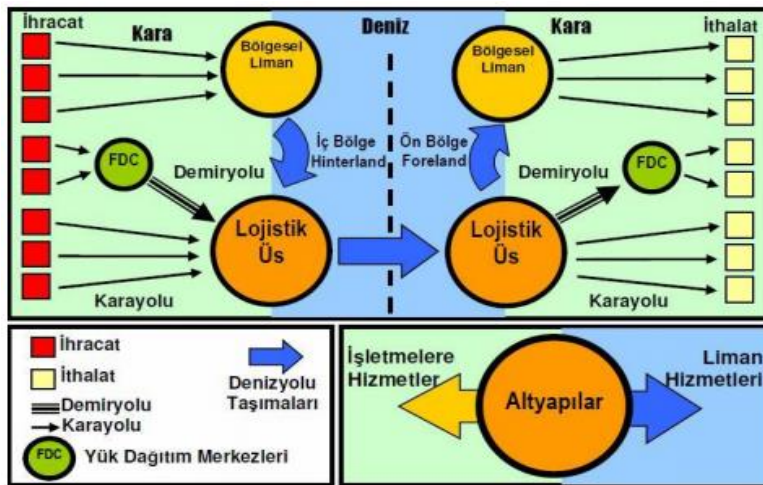 İhracat
Kara
Deniz
Kara
İthalat
Bölgesel
Liman
Bölgesel
Liman
İç Bölge
Hinterland
Ön Bölge
Foreland
FDC
Demiryolu
Demiryolu
FDC
Lojistik
Üs
Lojistik
Üs
Karayolu
Karayolu
İhracat
İthalat
Demiryolu
Karayolu
FDC
Yük Dağıtım Merkezleri
Denizyolu
Taşımaları
İşletmelere
Hizmetler
Altyapılar
Liman
Hizmetleri